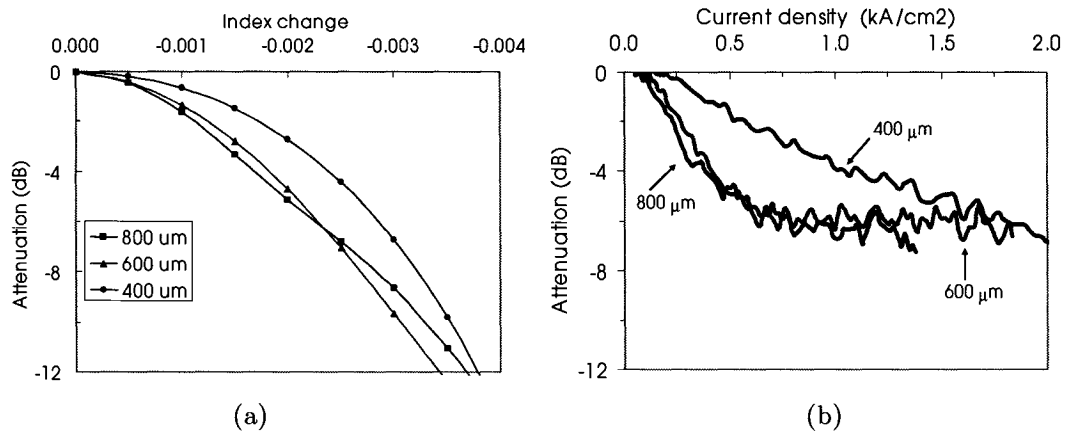 Index change
0.000 -0.001 -0.002 -0.003 -0.004
0
-4
-8
-12
Attenuation (dB)
800 um
600 um
400 um
(a)
Current density (kA/cm2)
0.0 0.5 1.0 1.5 2.0
0
-4
-8
-12
Attenuation (dB)
400 µm
800 µm
600 µm
(b)